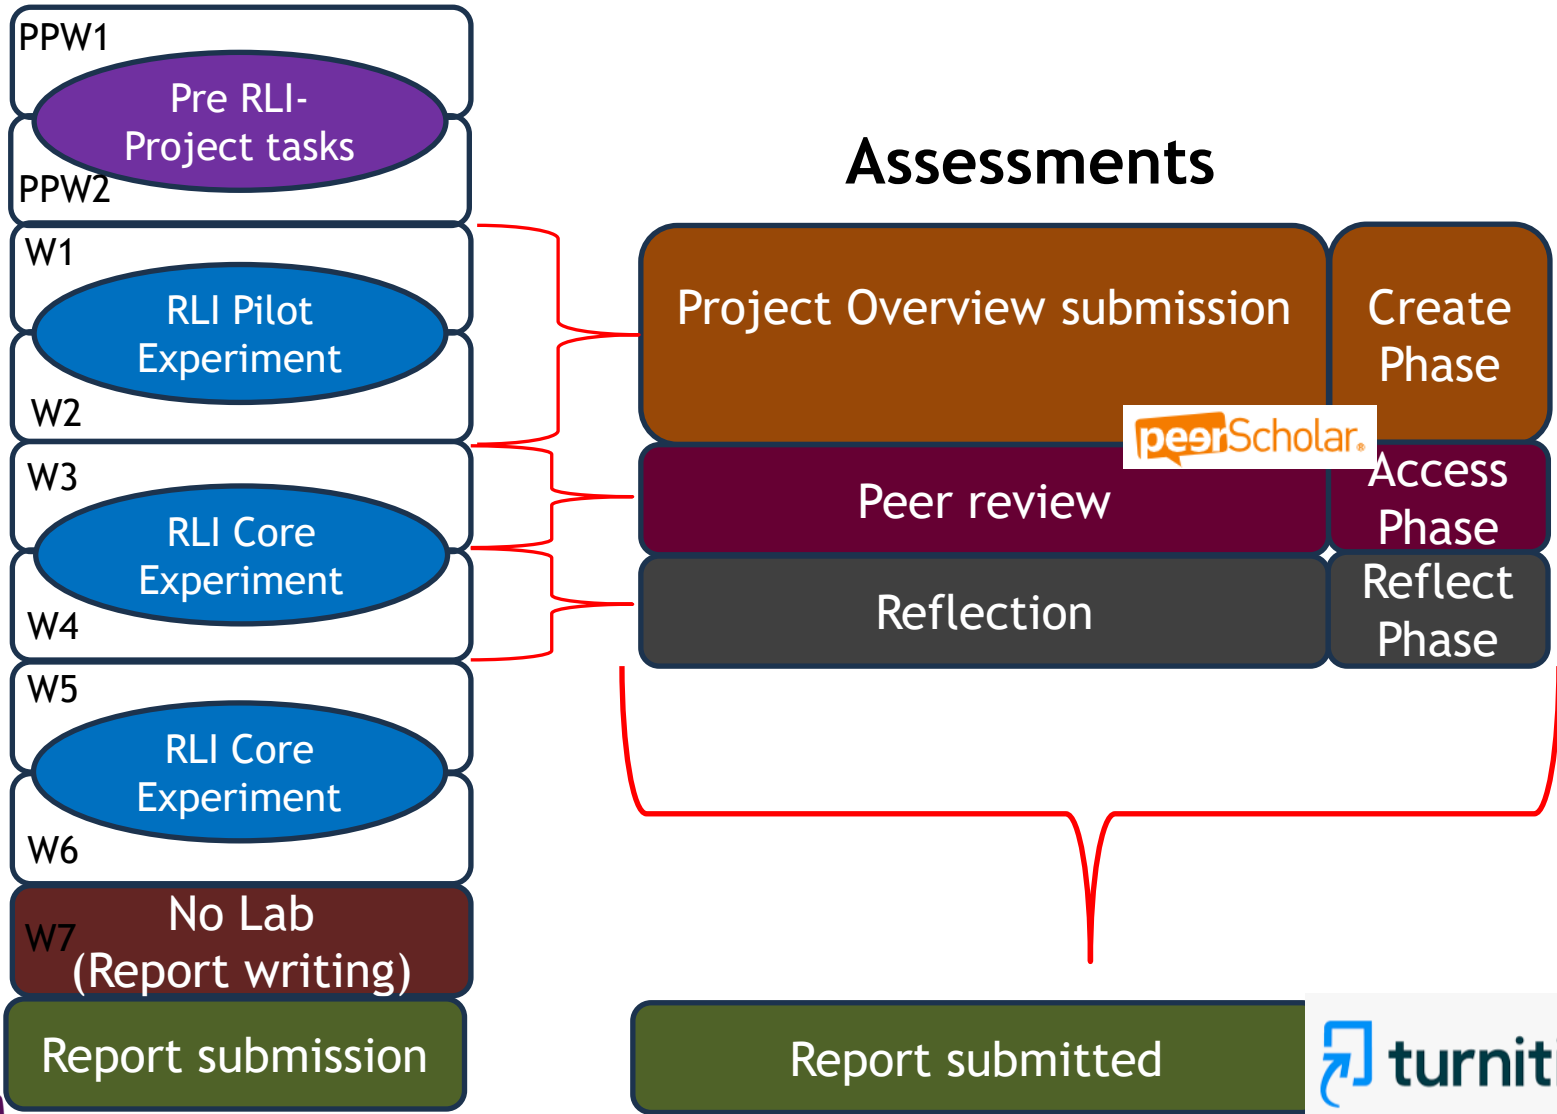 PPW1
Pre RLI-
Project tasks
PPW2
W1
RLI Pilot
Experiment
W2
W3
RLI Core
Experiment
W4
W5
RLI Core
Experiment
W6
W7
No Lab
(Report writing)
Report submission
Assessments
Project Overview submission
Create
Phase
peerScholar®
Peer review
Access
Phase
Reflection
Reflect
Phase
Report submitted
turniti